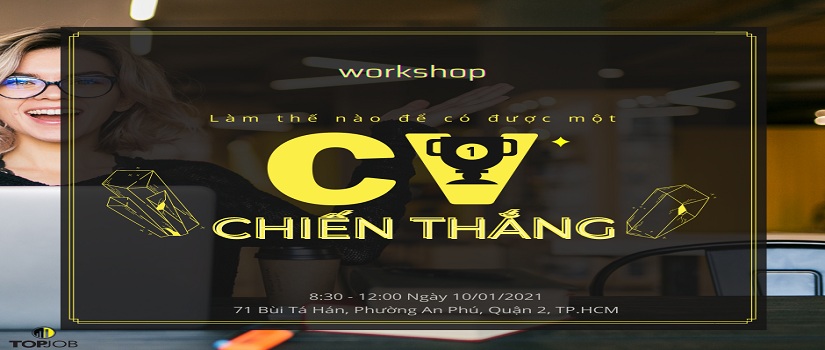 workshop
Làm thế nào để có được một
CV
1
CHIẾN THẮNG
8:30 - 12:00 Ngày 10/01/2021
71 Bùi Tá Hán, Phường An Phú, Quận 2, TP.HCM
TOPJOB